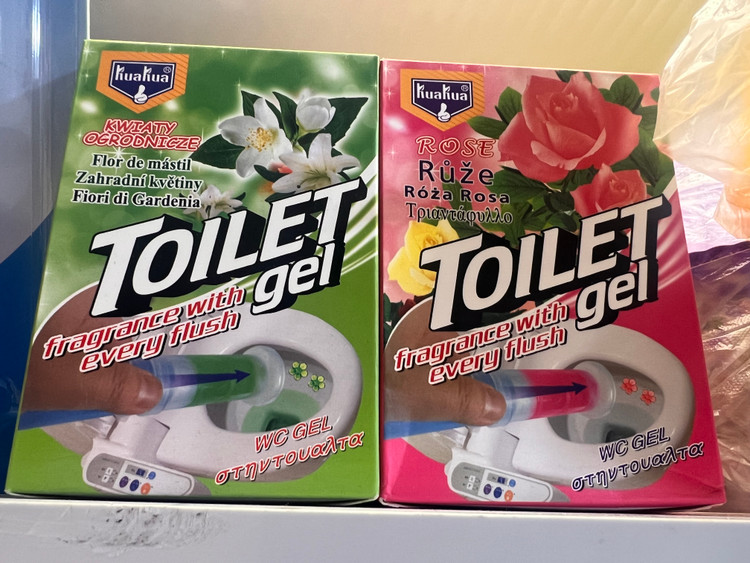 KuaKua®
KWIATY
OGRODNICZE
Flor de mástil
Zahradní květiny
Fiori di Gardenia
TOILET
gel
fragrance with
every flush
WC GEL
στηντουαλτα
KuaKua®
ROSE
Růže
Róża Rosa
Τριαντάφυλλο
TOILET
gel
fragrance with
every flush
WC GEL
στηντουαλτα